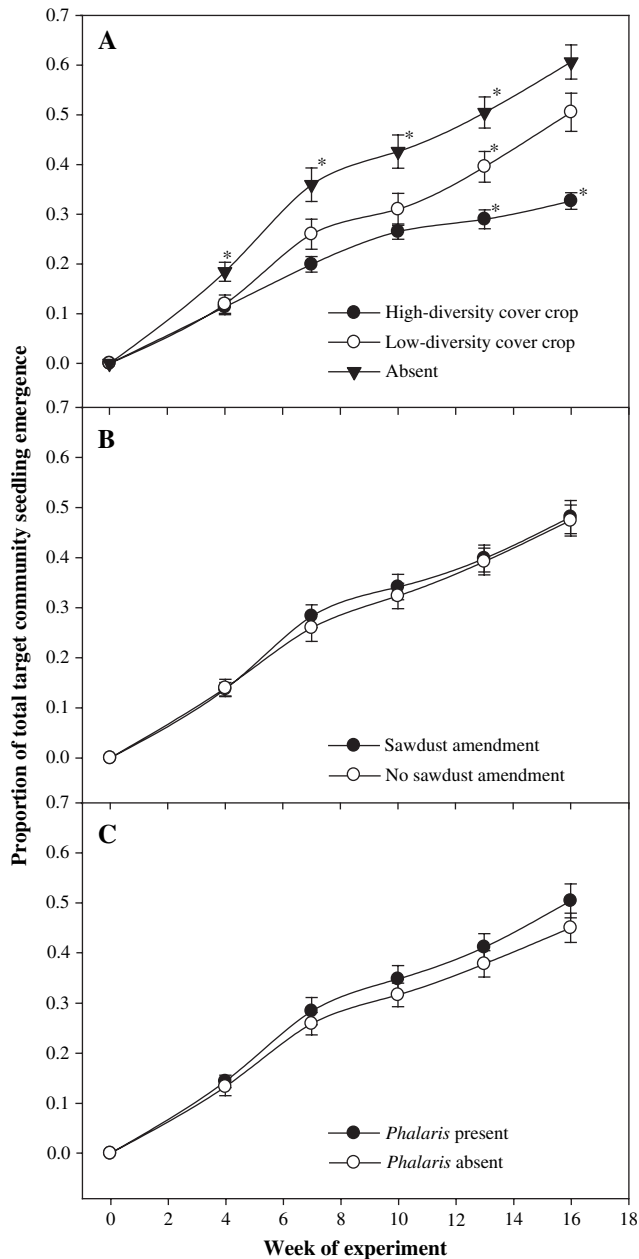 Proportion of total target community seedling emergence
A
0.7
0.6
0.5
0.4
0.3
0.2
0.1
0.0
*
*
*
*
*
*
*
High-diversity cover crop
Low-diversity cover crop
Absent
B
0.7
0.6
0.5
0.4
0.3
0.2
0.1
0.0
Sawdust amendment
No sawdust amendment
C
0.7
0.6
0.5
0.4
0.3
0.2
0.1
0.0
Phalaris present
Phalaris absent
0 2 4 6 8 10 12 14 16 18
Week of experiment